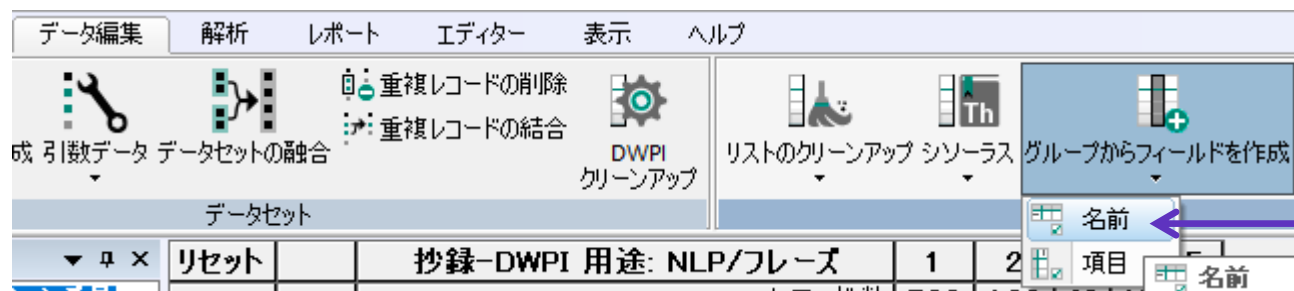 データ編集 解析 レポート エディター 表示 ヘルプ
成 引数データ データセットの融合 重複レコードの削除
重複レコードの結合
DWPI
クリーンアップ
リストのクリーンアップ Th シソーラス グループからフィールドを作成
データセット
名前
リセット 抄録-DWPI 用途: NLP/フレーズ 1 2 項目
名前